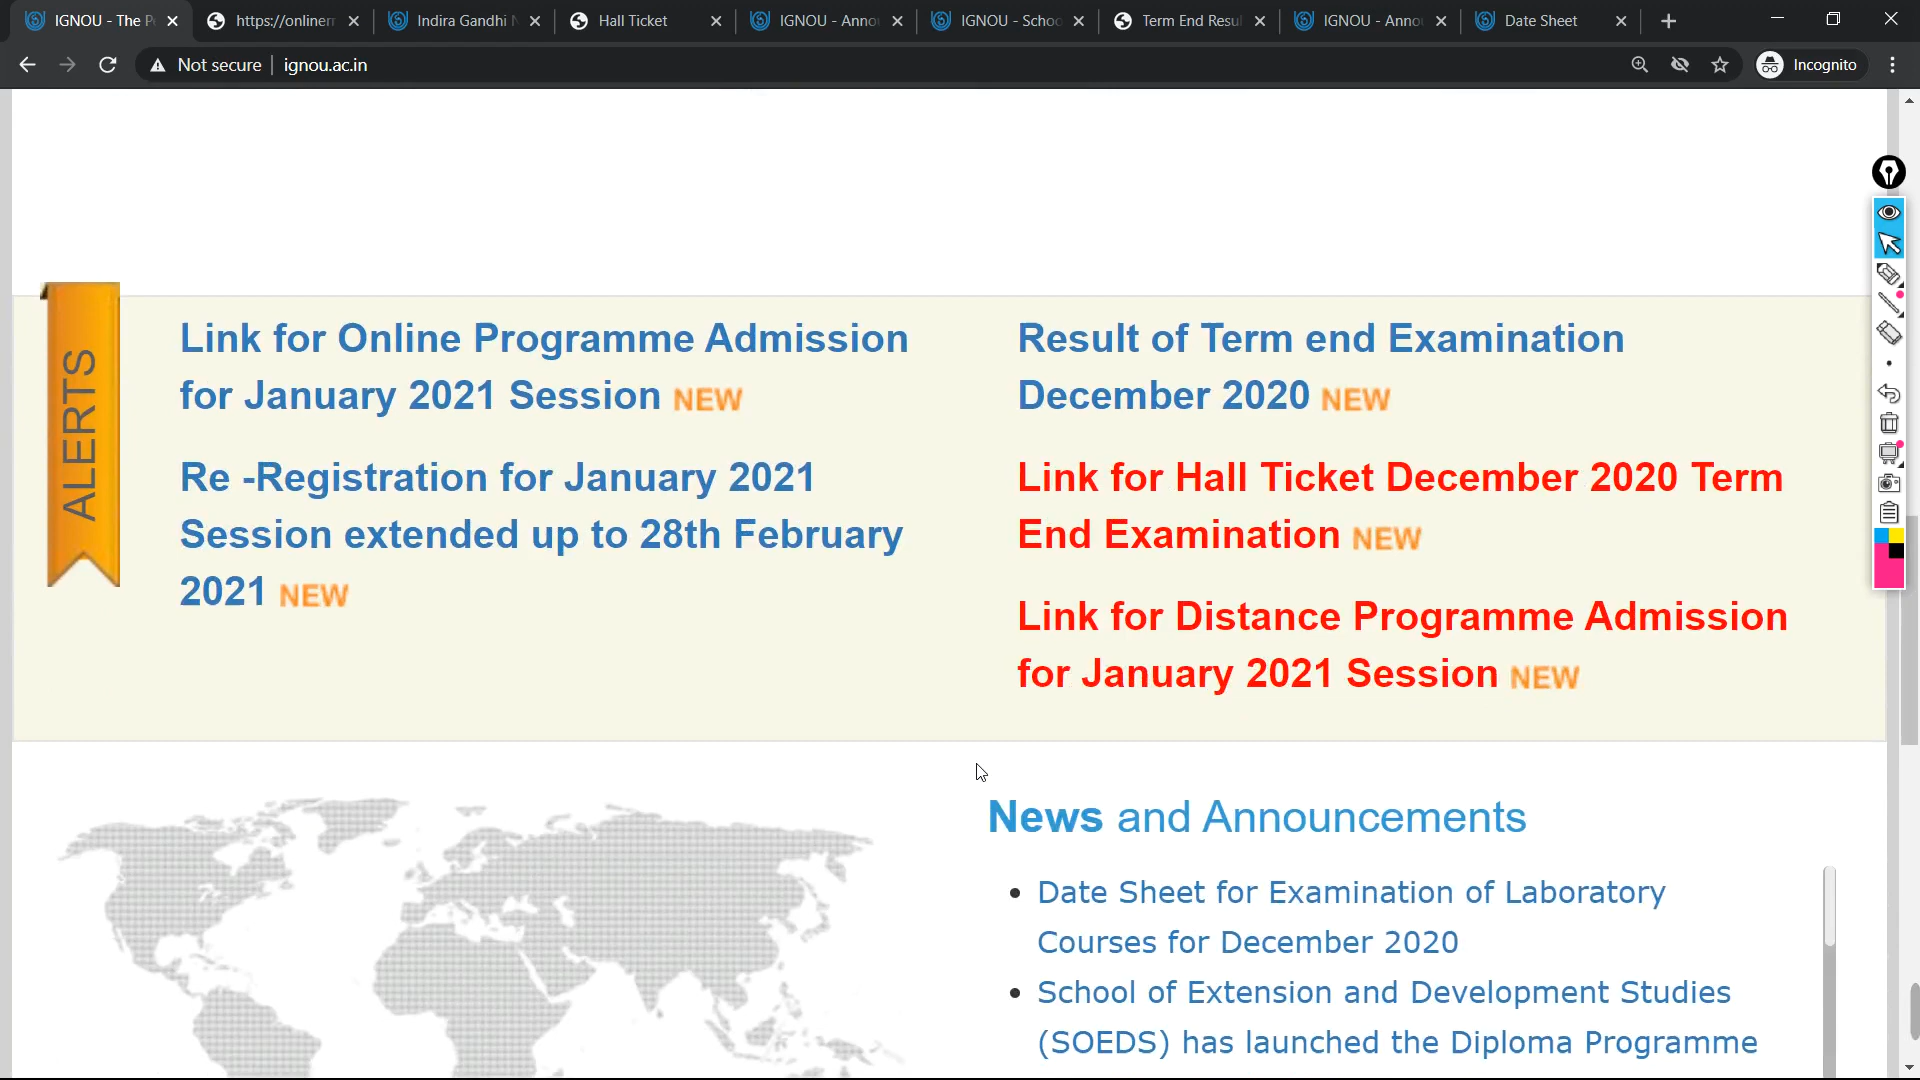 IGNOU - The P
https://onlinerr
Indira Gandhi N
Hall Ticket
IGNOU - Annou
IGNOU - Schoo
Term End Resul
IGNOU - Annou
Date Sheet
Not secure
ignou.ac.in
Incognito
ALERTS
Link for Online Programme Admission
for January 2021 Session NEW
Re -Registration for January 2021
Session extended up to 28th February
2021 NEW
Result of Term end Examination
December 2020 NEW
Link for Hall Ticket December 2020 Term
End Examination NEW
Link for Distance Programme Admission
for January 2021 Session NEW
News and Announcements
• Date Sheet for Examination of Laboratory
Courses for December 2020
• School of Extension and Development Studies
(SOEDS) has launched the Diploma Programme